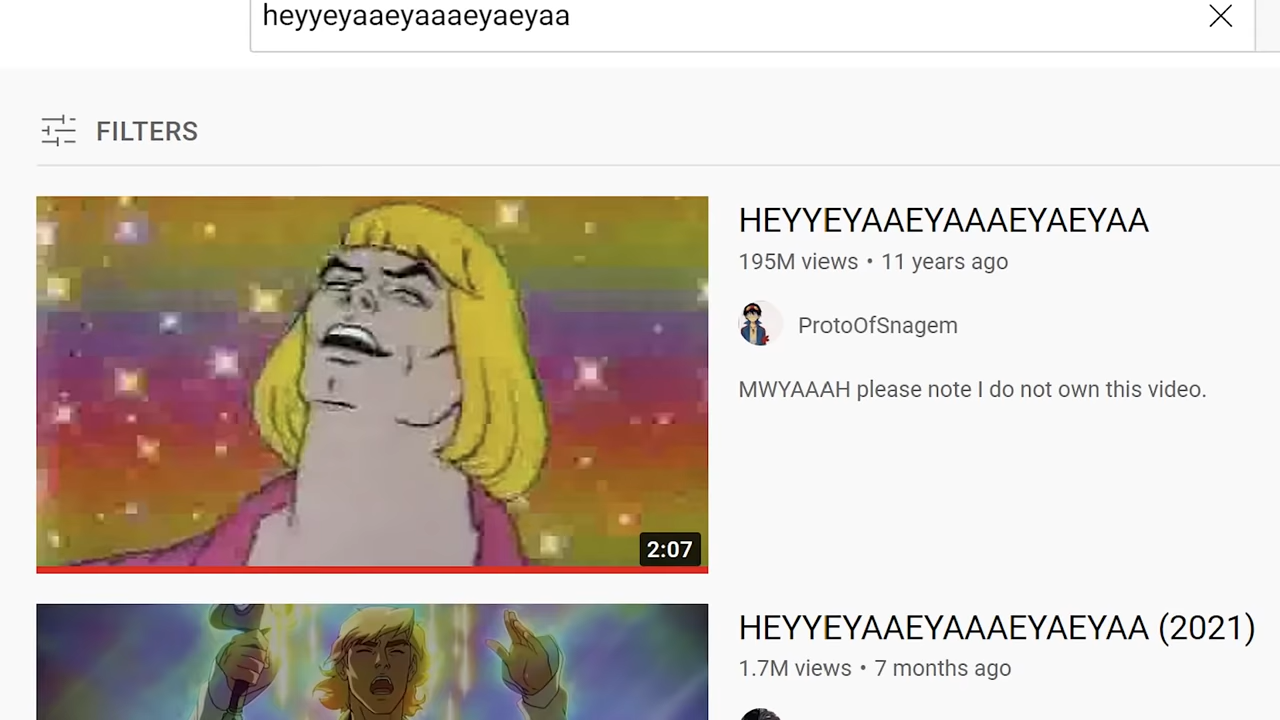 heyyeyaaeyaaaeyaeyaa
FILTERS
HEYYEYAAEYAAAEYAEYAA
195M views • 11 years ago
ProtoOfSnagem
MWYAAAH please note I do not own this video.
2:07
HEYYEYAAEYAAAEYAEYAA (2021)
1.7M views • 7 months ago